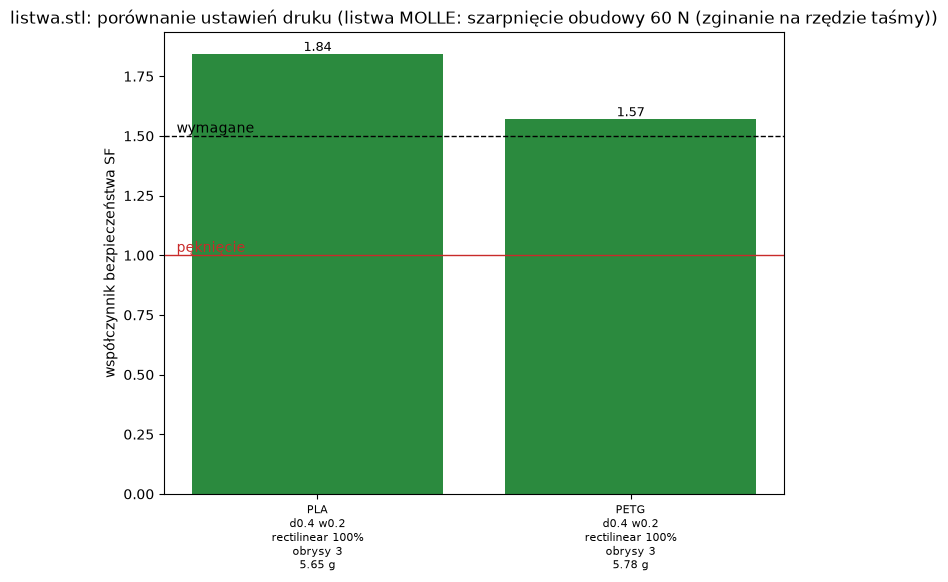 listwa.stl: porównanie ustawień druku (listwa MOLLE: szarpnięcie obudowy 60 N (zginanie na rzędzie taśmy))
współczynnik bezpieczeństwa SF
1.75
1.50
1.25
1.00
0.75
0.50
0.25
0.00
1.84
1.57
wymagane
pęknięcie
PLA
d0.4 w0.2
rectilinear 100%
obrysy 3
5.65 g
PETG
d0.4 w0.2
rectilinear 100%
obrysy 3
5.78 g